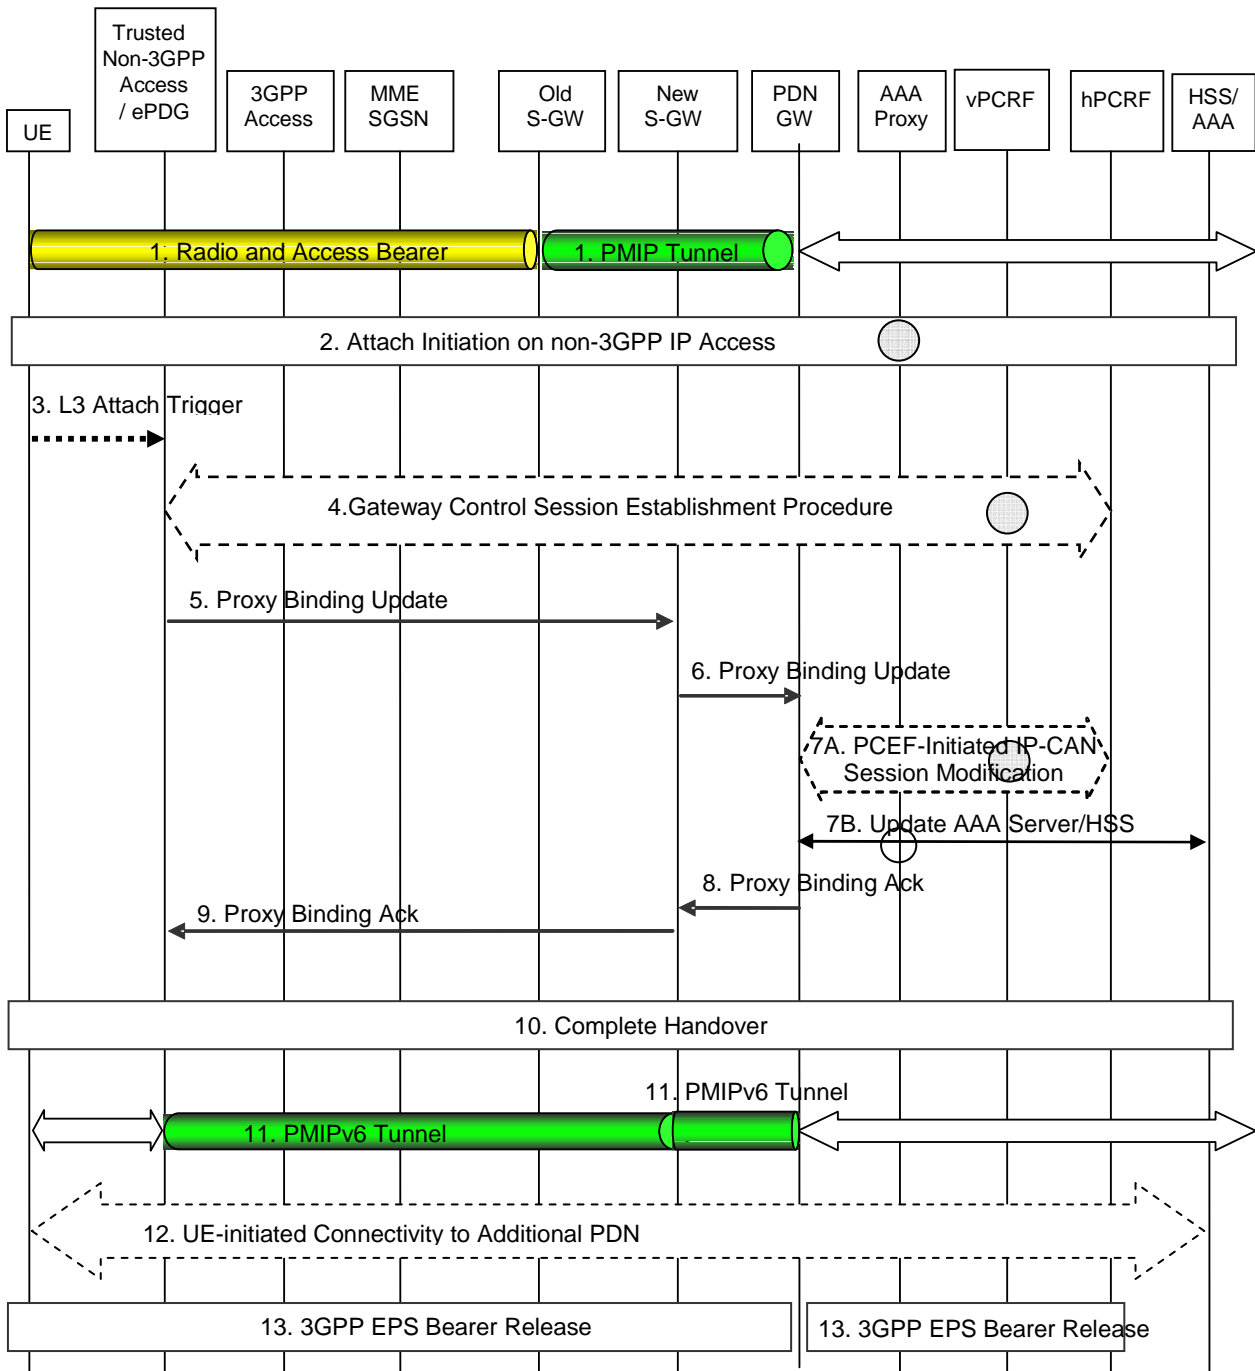 UE
Trusted
Non-3GPP
Access
/ ePDG
3GPP
Access
MME
SGSN
Old
S-GW
New
S-GW
PDN
GW
AAA
Proxy
vPCRF
hPCRF
HSS/
AAA
1. Radio and Access Bearer
1. PMIP Tunnel
2. Attach Initiation on non-3GPP IP Access
3. L3 Attach Trigger
4.Gateway Control Session Establishment Procedure
5. Proxy Binding Update
6. Proxy Binding Update
7A. PCEF-Initiated IP-CAN
Session Modification
7B. Update AAA Server/HSS
8. Proxy Binding Ack
9. Proxy Binding Ack
10. Complete Handover
11. PMIPv6 Tunnel
11. PMIPv6 Tunnel
12. UE-initiated Connectivity to Additional PDN
13. 3GPP EPS Bearer Release
13. 3GPP EPS Bearer Release